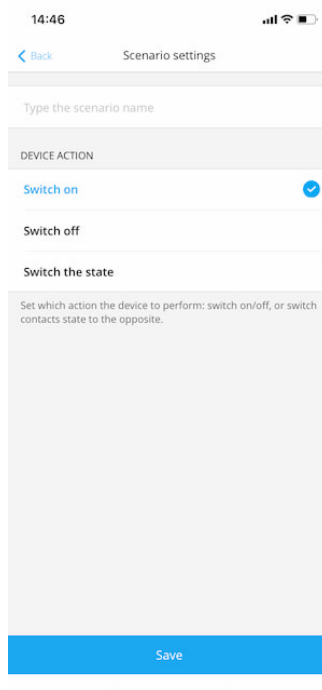 14:46
Back
Scenario settings
Type the scenario name
DEVICE ACTION
Switch on
Switch off
Switch the state
Set which action the device to perform: switch on/off, or switch
contacts state to the opposite.
Save